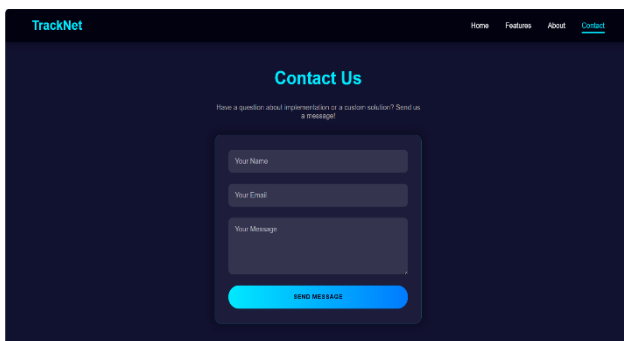 TrackNet
Home Features About Contact
Contact Us
Have a question about implementation or a custom solution? Send us
a message!
Your Name
Your Email
Your Message
SEND MESSAGE